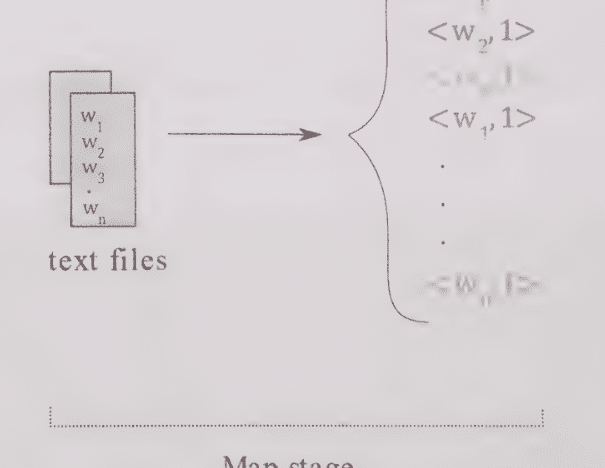 <w2, 1>
<w1, 1>
.
.
.
w1
w2
w3
.
wn
text files
Map stage